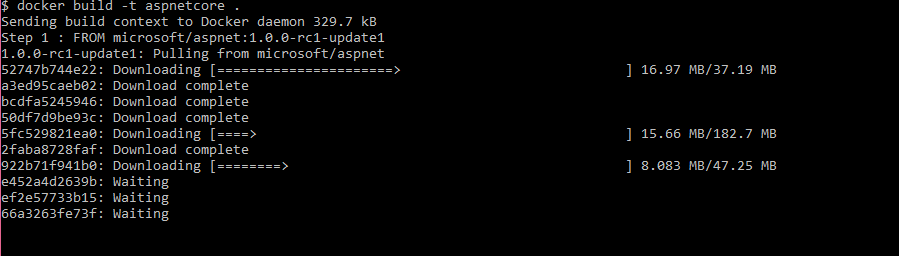 $ docker build -t aspnetcore .
Sending build context to Docker daemon 329.7 kB
Step 1 : FROM microsoft/aspnet:1.0.0-rc1-update1
1.0.0-rc1-update1: Pulling from microsoft/aspnet
52747b744e22: Downloading [======================> ] 16.97 MB/37.19 MB
a3ed95caeb02: Download complete
bcdfa5245946: Download complete
50df7d9be93c: Download complete
5fc529821ea0: Downloading [====> ] 15.66 MB/182.7 MB
2faba8728faf: Download complete
922b71f941b0: Downloading [========> ] 8.083 MB/47.25 MB
e452a4d2639b: Waiting
ef2e57733b15: Waiting
66a3263fe73f: Waiting